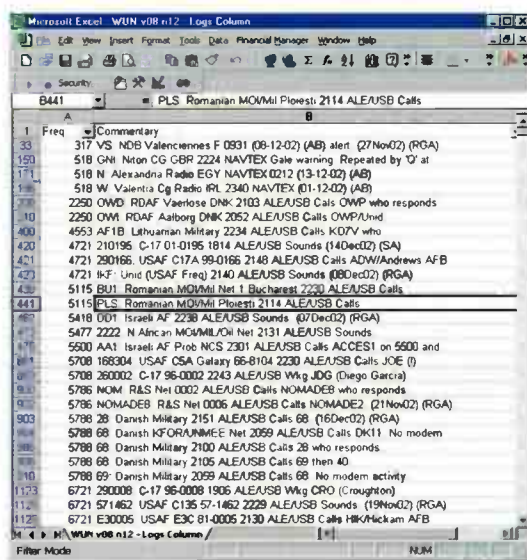 Microsoft Excel - WUN v08 n12 - Logs Column
File Edit View Insert Format Tools Data Financial Manager Window Help
Security
B441 = PLS Romanian MOI/Mil Ploiesti 2114 ALE/USB Calls
A B
1 Freq Commentary
33 317 VS NDB Valenciennes F 0931 (08-12-02) (AB) alert (27Nov02) (RGA)
518 GNI Niton CG GBR 2224 NAVTEX Gale warning Repeated by 'O' at
518 N Alexandria Radio EGY NAVTEX 0212 (13-12-02) (AB)
518 W Valentia Cg Radio IRL 2340 NAVTEX (01-12-02) (AB)
2250 OWD RDAF Vaerlose DNK 2103 ALE/USB Cals OWP who responds
2250 OWI RDAF Aalborg DNK 2052 ALE/USB Calls OWP/Unid
400 4553 AF1B Lithuanian Military 2234 ALE/USB Calls KD7V who
420 4721 210195 C-17 01-0195 1814 ALE/USB Sounds (14Dec02) (SA)
421 4721 290166 USAF C17A 99-0166 2148 ALE/USB Calls ADW/Andrews AFB
423 4721 IKF Unid (USAF Freq) 2140 ALE/USB Sounds (08Dec02) (RGA)
5115 BU1 Romanian MOI/Mil Net 1 Bucharest 2230 ALE/USB Calls
441 5115 PLS Romanian MOI/Mil Ploiesti 2114 ALE/USB Calls
5418 001 Israeli AF 2238 ALE/USB Sounds (07Dec02) (RGA)
5477 2222 N African MOI/MIL/Oil Net 2131 ALE/USB Sounds
5500 AA1 Israeli AF Prob NCS 2301 ALE/USB Calls ACCES1 on 5500 and
5708 168304 USAF C5A Galaxy 66-8104 2230 ALE/USB Calls JOE (!)
5708 260002 C-17 96-0002 2243 ALE/USB Wkg JDG (Diego Garcia)
5786 NOM R&S Net 0002 ALE/USB Calls NOMADE8 who responds
5786 NOMADE8 R&S Net 0006 ALE/USB Calls NOMADE2 (21Nov02) (RGA)
903 5788 28 Danish Military 2151 ALE/USB Calls 68 (16Dec02) (RGA)
5788 68 Danish KFOR/UNMEE Net 2059 ALE/USB Calls DK11 No modem
5788 68 Danish Military 2100 ALE/USB Calls 28 who responds
5788 68 Danish Military 2105 ALE/USB Calls 69 then 40
5788 69 Danish Military 2059 ALE/USB Calls 68 No modem activity
6721 290008 C-17 96-0008 1906 ALE/USB Wkg CRO (Croughton)
6721 571462 USAF C135 57-1462 2229 ALE/USB Sounds (19Nov02) (RGA)
6721 E30005 USAF E3C 81-0005 2130 ALE/USB Calls HIK/Hickam AFB
WUN v08 n12 - Logs Column
Filter Mode NUM